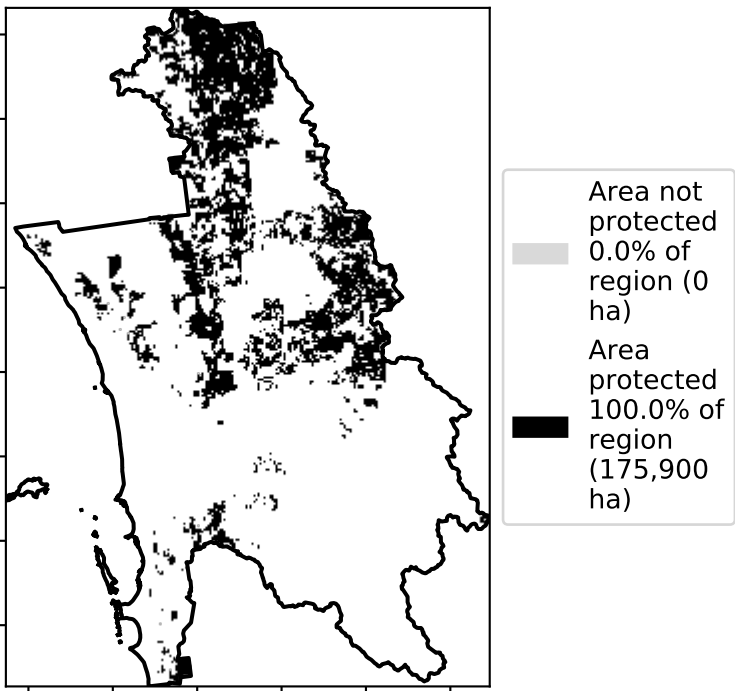 Area not
protected
0.0% of
region (0
ha)
Area
protected
100.0% of
region
(175,900
ha)